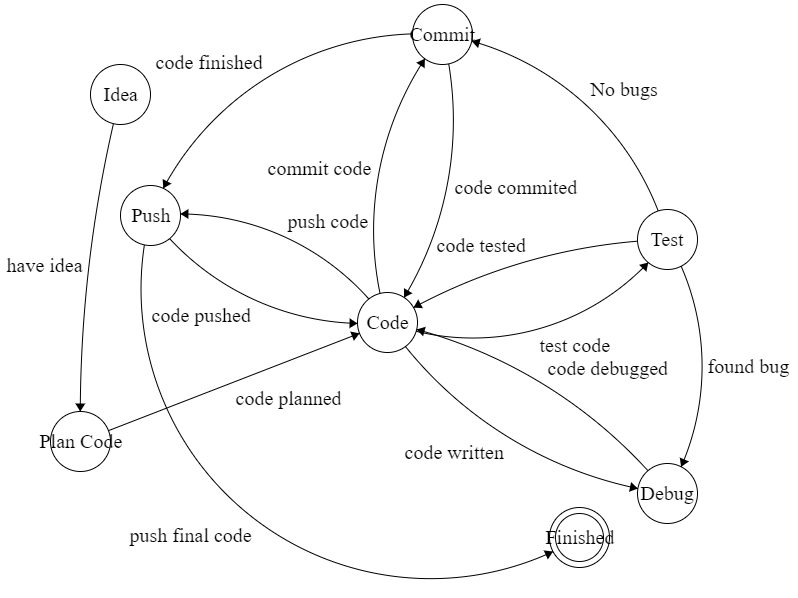 Commit
code finished
No bugs
Idea
commit code
code commited
Push
push code
Test
code tested
have idea
code pushed
Code
test code
code debugged
found bug
code planned
Plan Code
code written
Debug
push final code
Finished